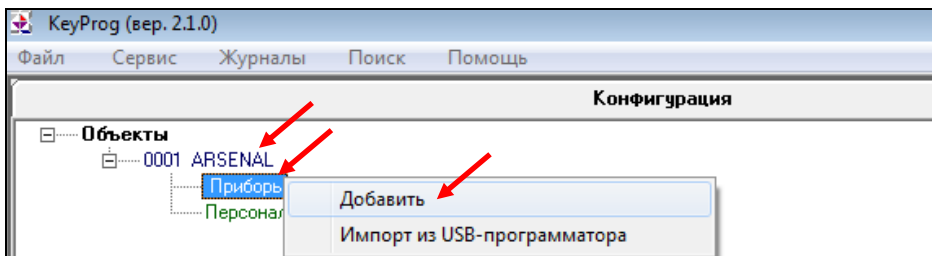 KeyProg (вер. 2.1.0)
Файл Сервис Журналы Поиск Помощь
Конфигурация
Объекты
0001 ARSENAL
Приборы
Добавить
Персонал
Импорт из USB-программатора